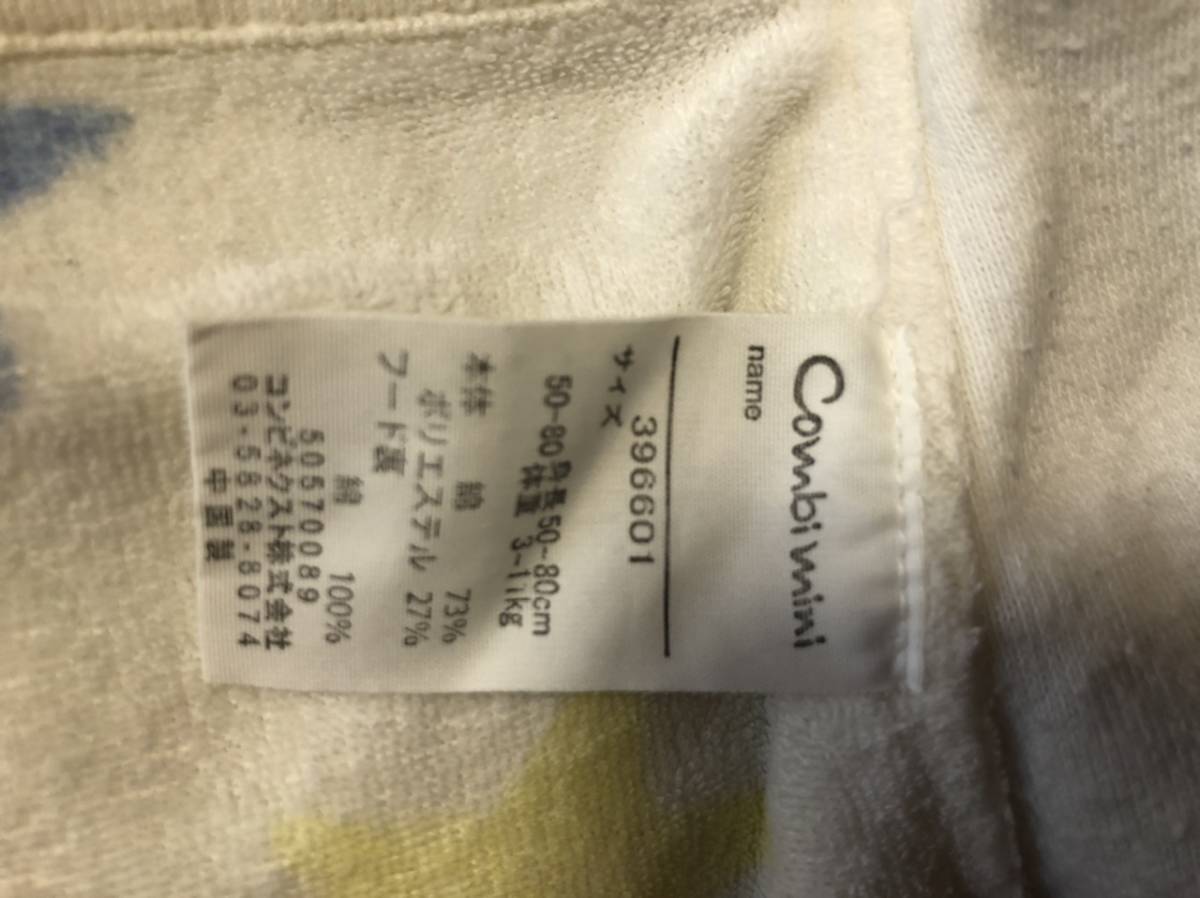 Combi mini
name
396601
サイズ
50-80 身長50~80cm
体重 3~11kg
本体 綿 73%
ポリエステル 27%
フード裏
綿 100%
50570089
コンビネクスト株式会社
03-5828-8074
中国製